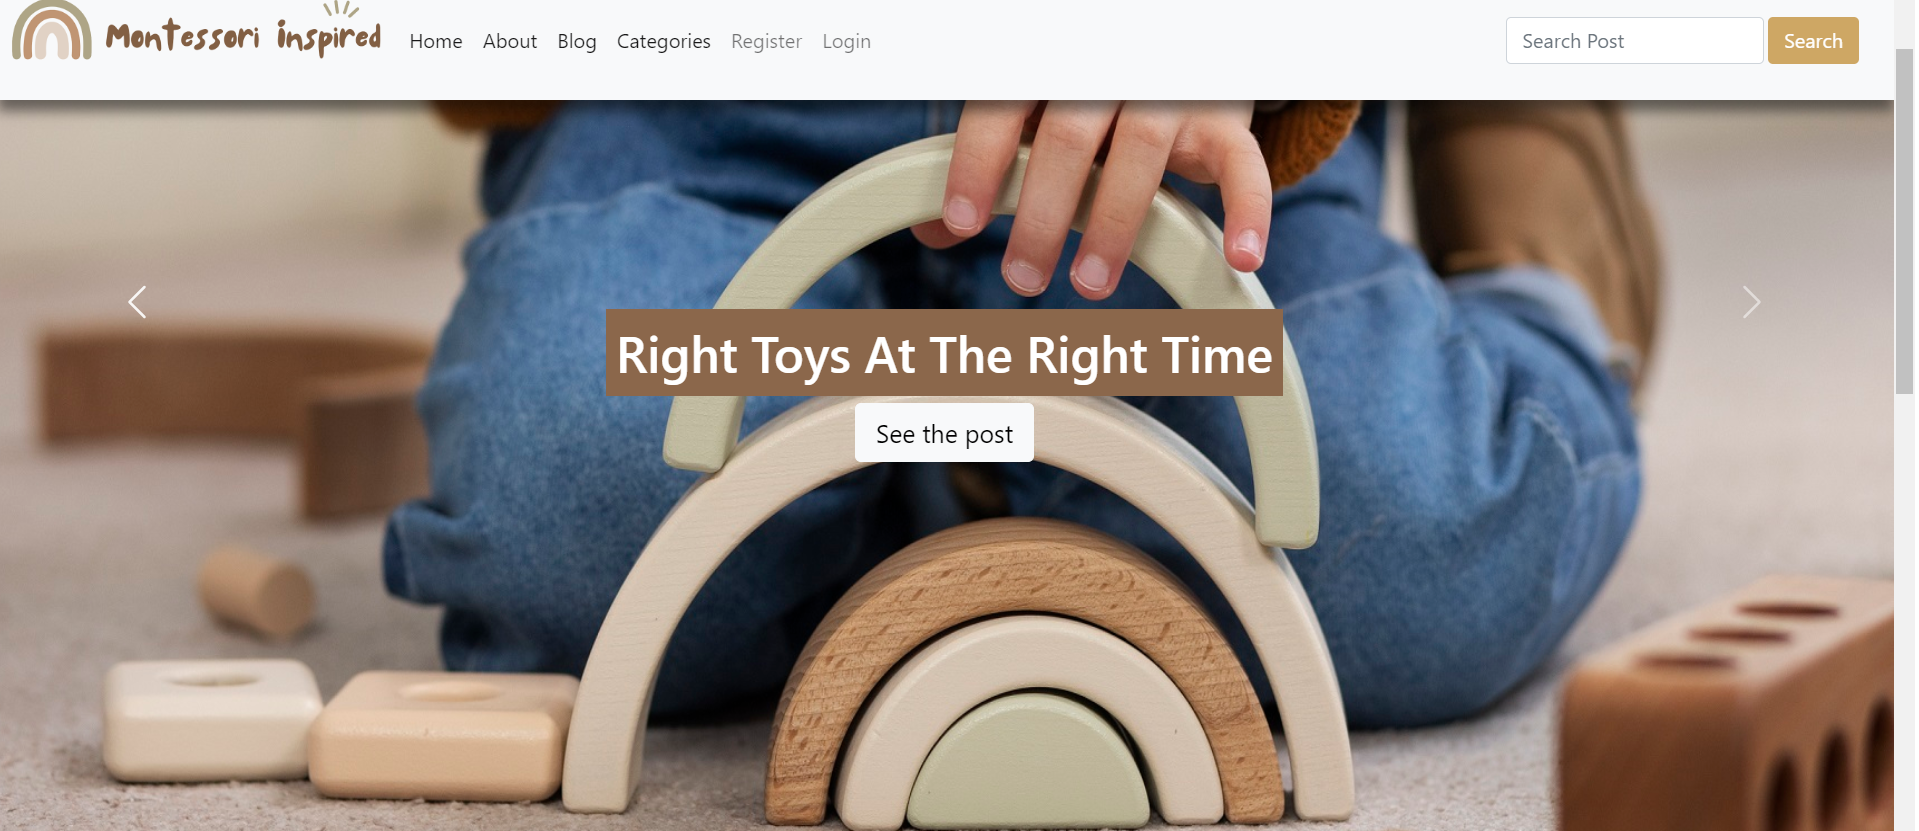 Montessori inspired
Home About Blog Categories Register Login
Search Post Search
Right Toys At The Right Time
See the post